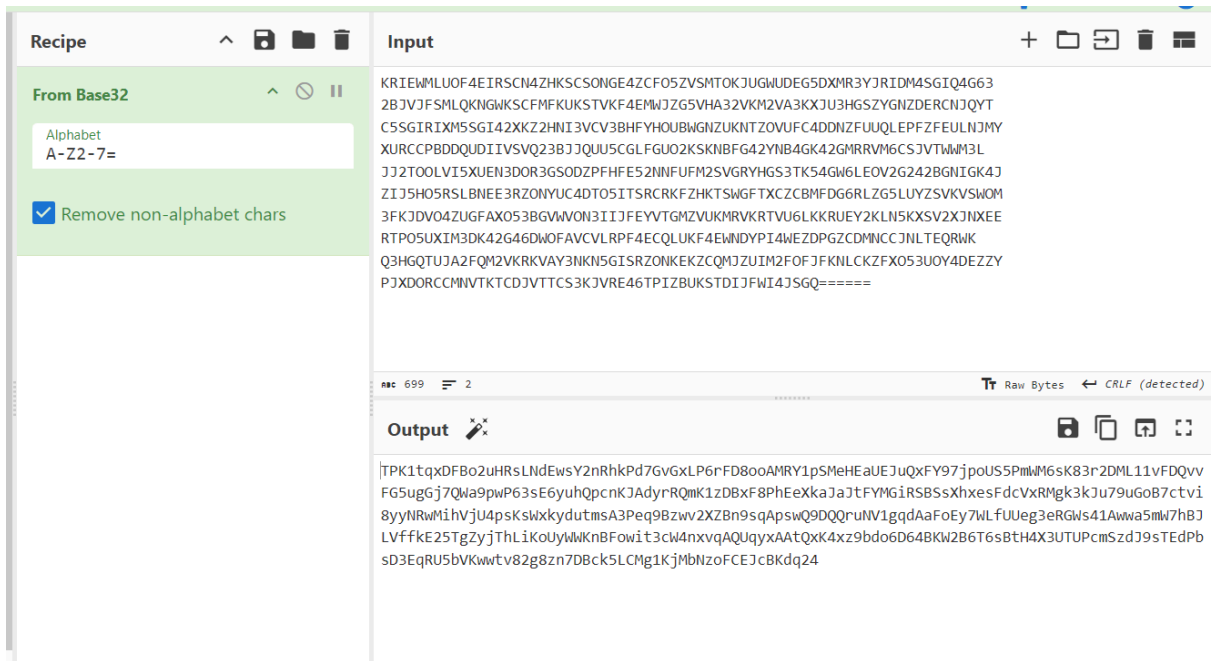 Recipe
Input
From Base32
Alphabet
A-Z2-7=
Remove non-alphabet chars
KRIEWMLUOF4EIRSCN4ZHKSCSONGE4ZCFO5ZVSMTOKJUGWUDEG5DXMR3YJRIDM4SGIQ4G63
2BJVJFSMLQKNGWKSCFMFKUKSTVKF4EMWJZG5VHA32VKM2VA3KXJU3HGSZYGNZDERCNJQYT
C5SGIRIXM5SGI42XKZ2HNI3VCV3BHFYHOUBWGNZUKNTZOVUFC4DDNZFUUQLEPFZFEULNJMY
XURCCPBDDQUDIIVSVQ23BJJQUU5CGLFGUO2KSKNBFG42YNB4GK42GMRRVM6CSJVTWWM3L
JJ2TOOLVI5XUEN3DOR3GSODZPFHFE52NNFUFM2SVGRYHGS3TK54GW6LEOV2G242BGNIGK4J
ZIJ5HO5RSLBNEE3RZONYUC4DTO5ITSRCRKFZHKTSWGFTXCZCBMFDG6RLZG5LUYZSVKVSWOM
3FKJDVO4ZUGFAXO53BGVWVON3IIJFEYVTGMZVUKMRVKRTVU6LKKRUEY2KLN5KXSV2XJNXEE
RTPO5UXIM3DK42G46DWOFAVCVLRPF4ECQLUKF4EWNDYPI4WEZDPGZCDMNCCJNLTEQRWK
Q3HGQTUJA2FQM2VKRKVAY3NKN5GISRZONKEKZCQMJZUIM2FOFJFKNLCKZFXO53UOY4DEZZY
PJXDORCCMNVTKTCDJVTTCS3KJVRE46TPIZBUKSTDIJFWI4JSGQ======
699
2
Raw Bytes
CRLF (detected)
Output
TPK1tqxDFBo2uHRsLNdEwsY2nRhkPd7GvGxLP6rFD8ooAMRY1pSMeHEaUEJuQxFY97jpoUS5PmWM6sK83r2DML11vFDQvv
FG5ugGj7QWa9pwP63sE6yuhQpcnKJAdyrRQmK1zDBxF8PhEeXkaJaJtFYMGiRSBSsXhxesFdcVxRMgk3kJu79uGoB7ctvi
8yyNRwMihVjU4psKsWxkydutmsA3Peq9Bzwv2XZBn9sqApswQ9DQQruNV1gqdAaFoEy7WLfUUeg3eRGWs41Awwa5mW7hBJ
LVffkE25TgZyjThLiKoUyWWKnBFowit3cW4nxvqAQUqyxAAtQxK4xz9bdo6D64BKW2B6T6sBtH4X3UTUPcmSzdJ9sTEdPb
sD3EqRU5bVKwwtv82g8zn7DBck5LCMg1KjMbNzoFCEJcBKdq24